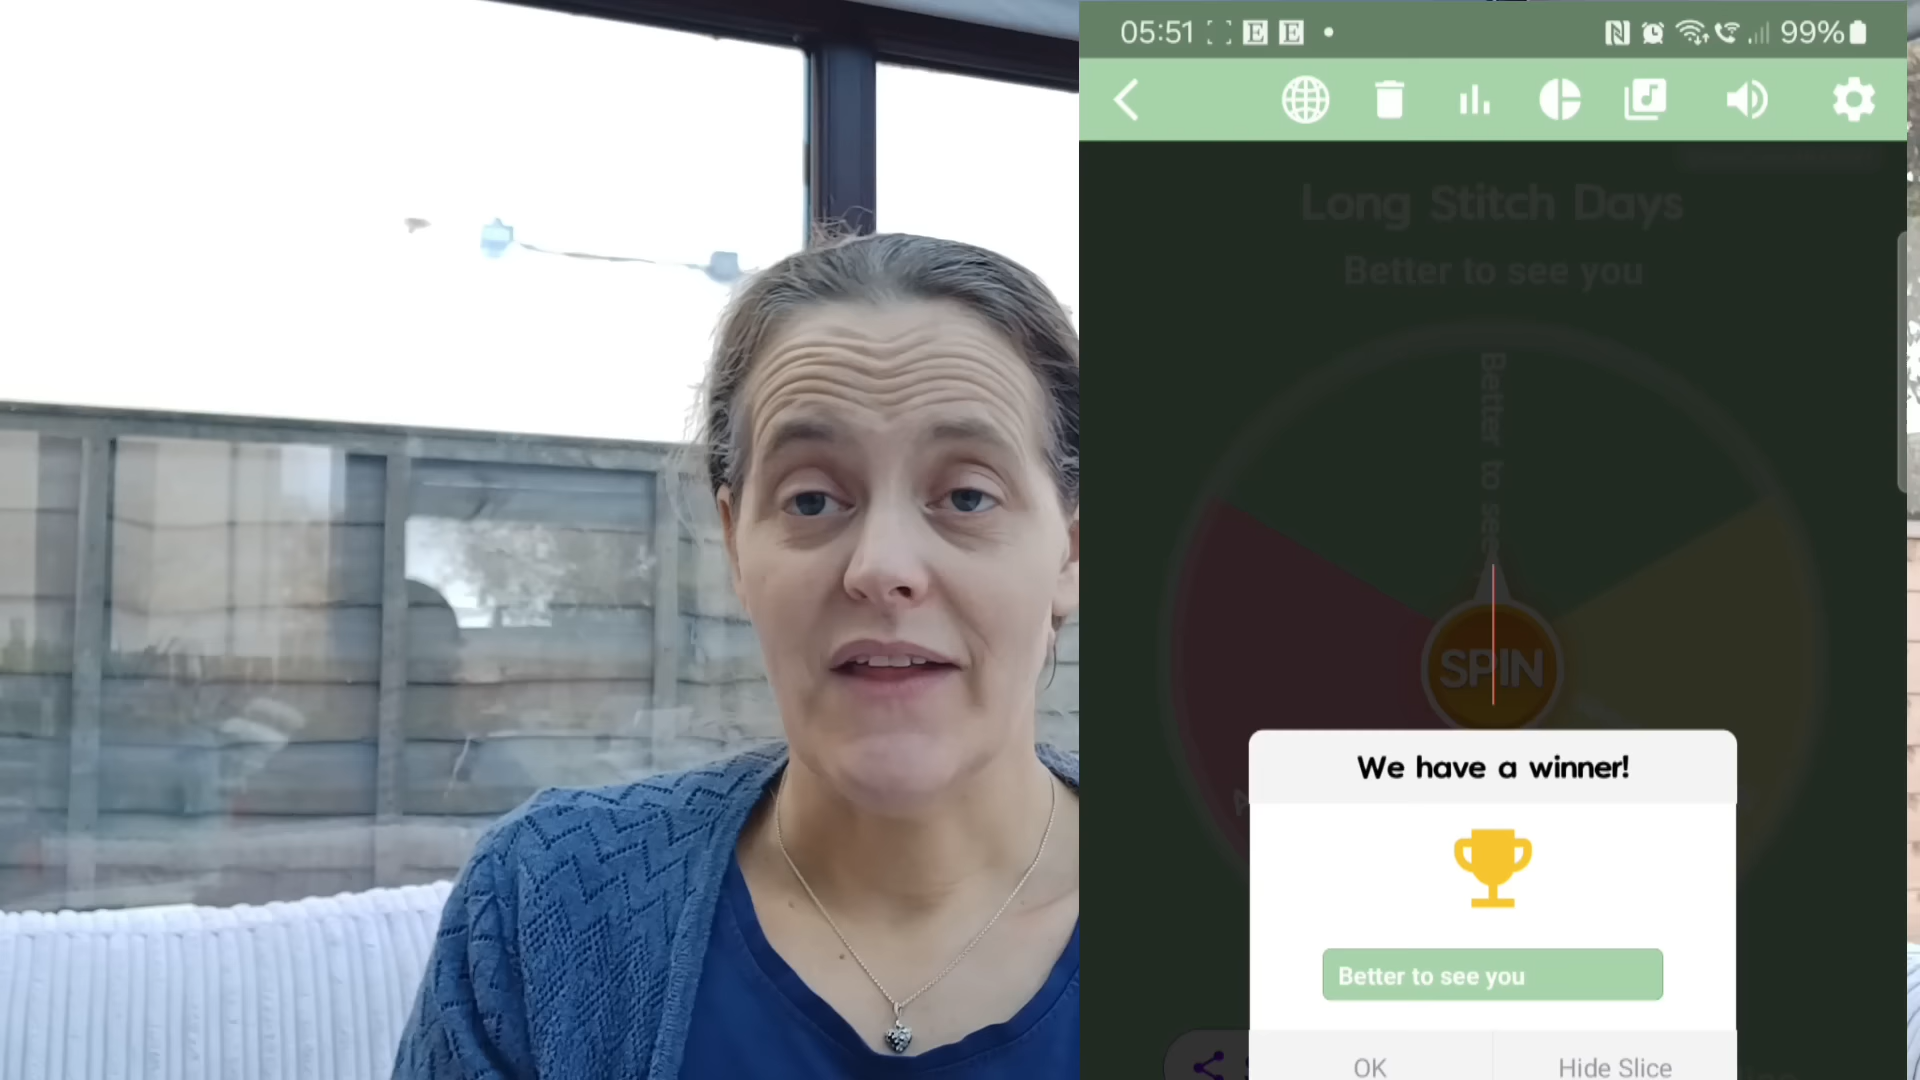 05:51 E E 99%
Long Stitch Days
Better to see you
Better to see
SPIN
We have a winner!
Better to see you
OK
Hide Slice